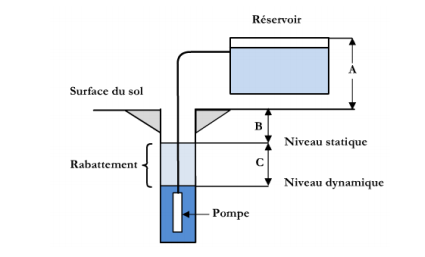 Réservoir
A
Surface du sol
B
Niveau statique
Rabattement
C
Niveau dynamique
Pompe